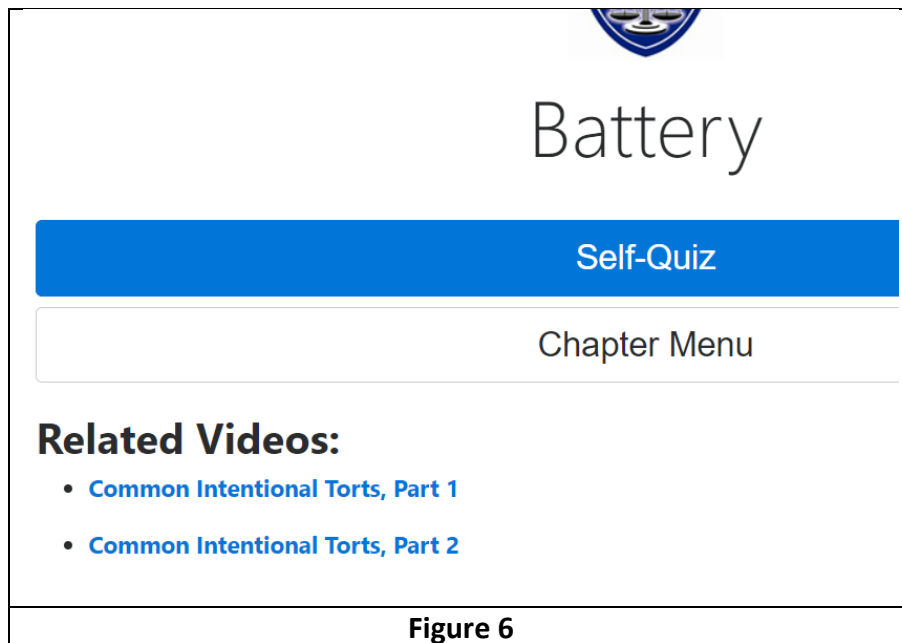 Battery
Self-Quiz
Chapter Menu
Related Videos:
• Common Intentional Torts, Part 1
• Common Intentional Torts, Part 2
Figure 6